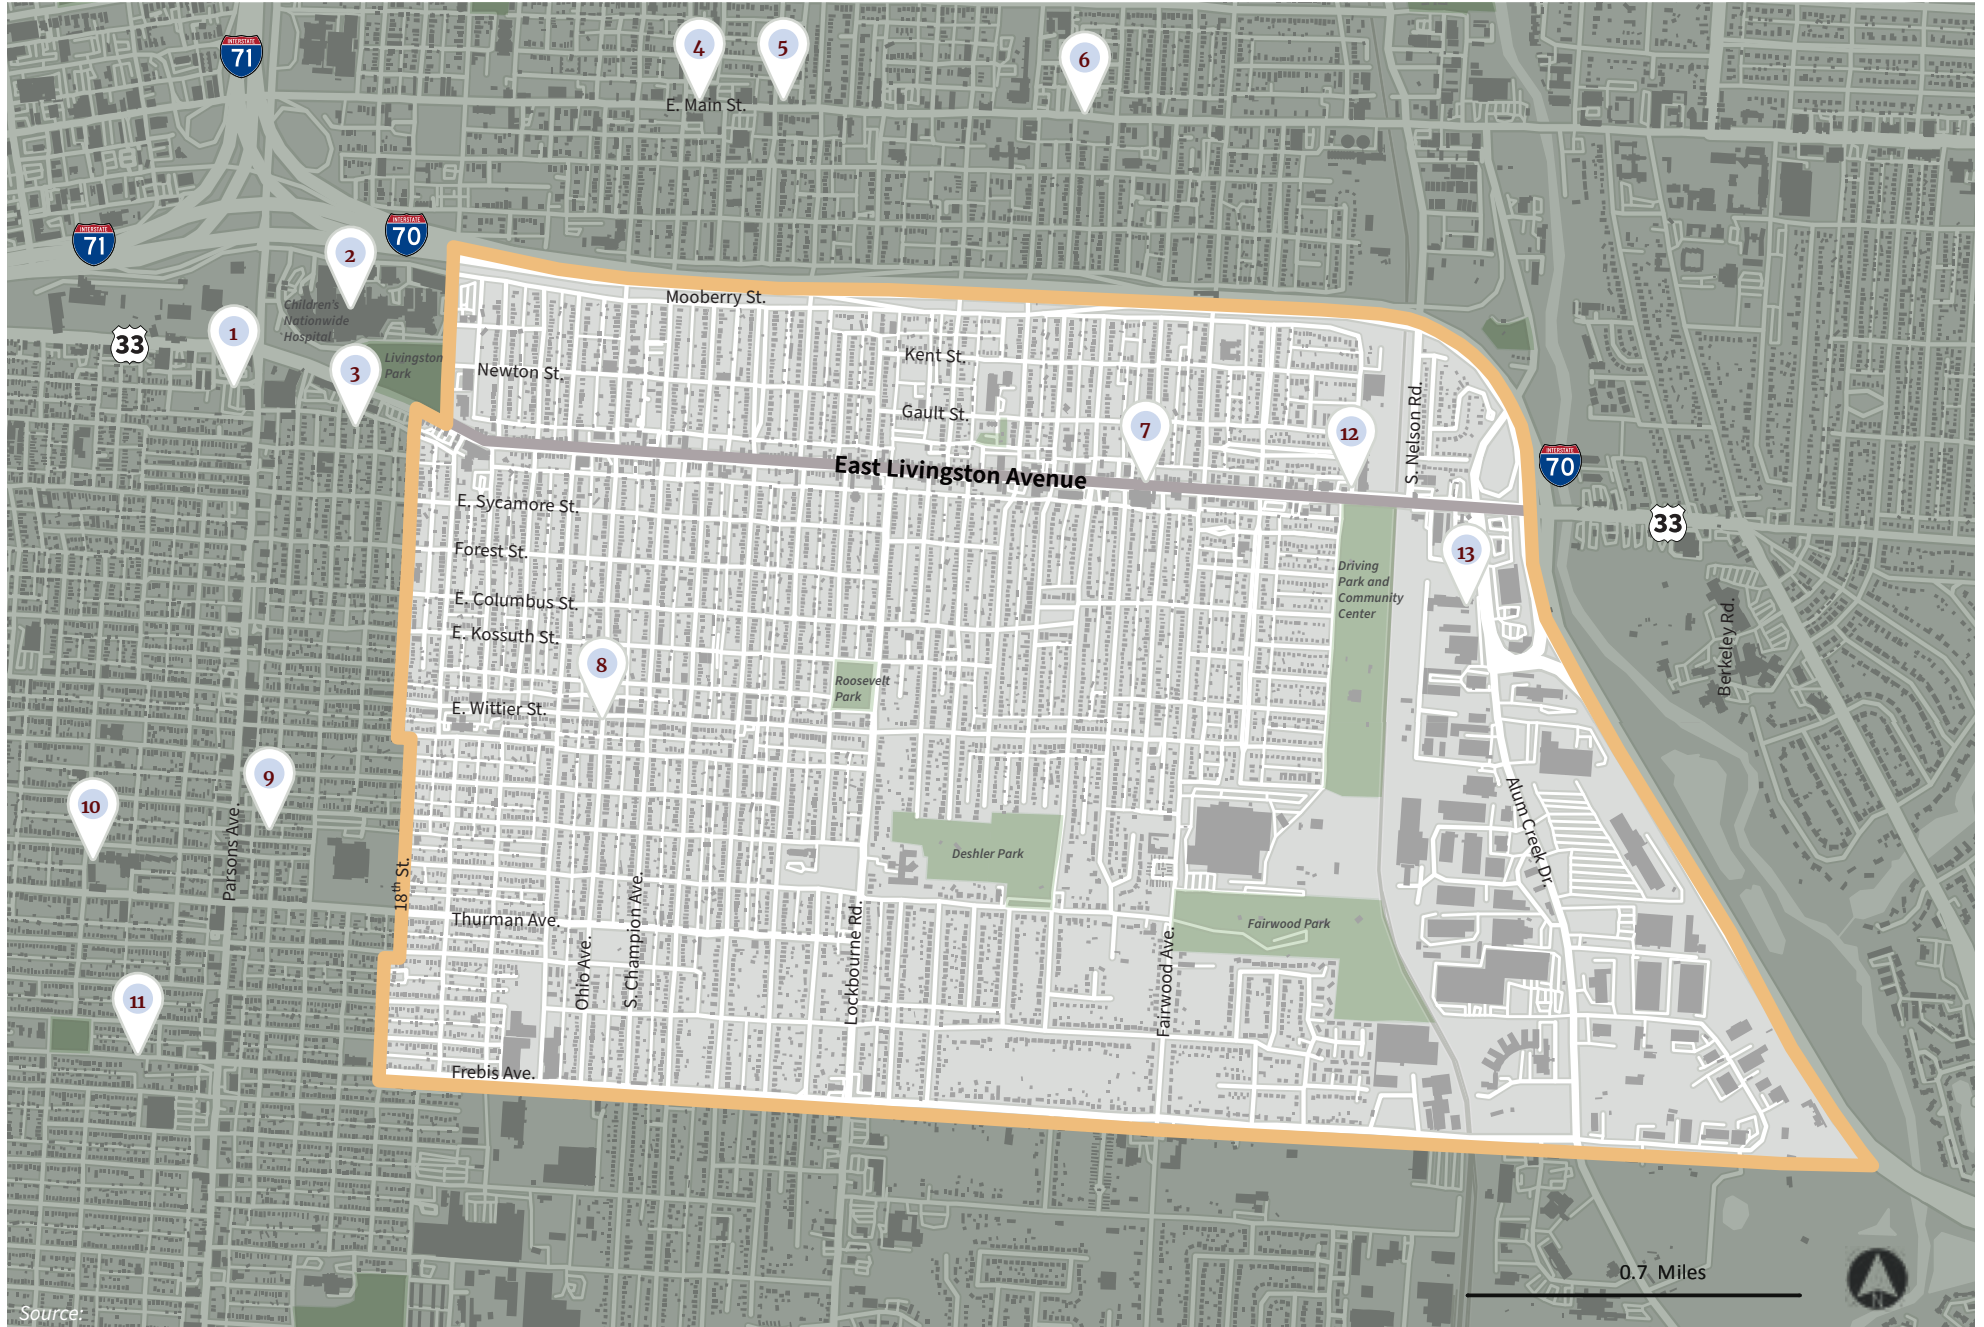 INTERSTATE
71
4
5
6
E. Main St.
INTERSTATE
71
INTERSTATE
70
2
Children's
Nationwide
Hospital
1
33
3
Livingston
Park
Mooberry St.
Kent St.
Newton St.
Gault St.
7
12
S. Nelson Rd.
East Livingston Avenue
INTERSTATE
70
33
E. Sycamore St.
Forest St.
13
Driving
Park and
Community
Center
E. Columbus St.
E. Kossuth St.
8
Roosevelt
Park
E. Wittier St.
Berkeley Rd.
9
10
Parsons Ave.
18th St.
Deshler Park
Alum Creek Dr.
Thurman Ave.
Ohio Ave.
S. Champion Ave.
Lockbourne Rd.
Fairwood Ave.
Fairwood Park
11
Frebis Ave.
0.7 Miles
N
Source: